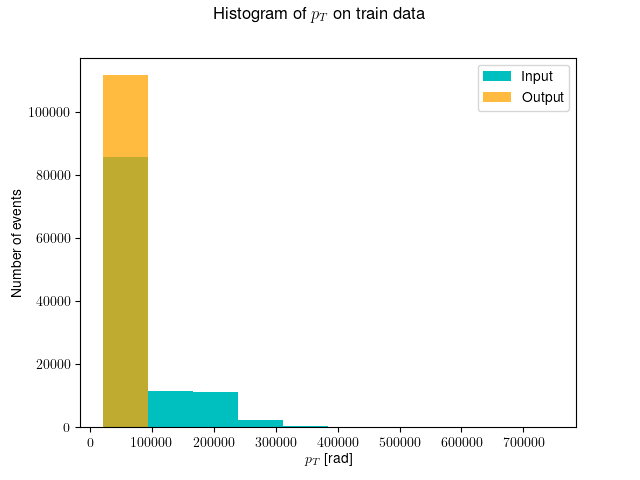 Histogram of p_T on train data
Input
Output
Number of events
100000
80000
60000
40000
20000
0
0 100000 200000 300000 400000 500000 600000 700000
p_T [rad]